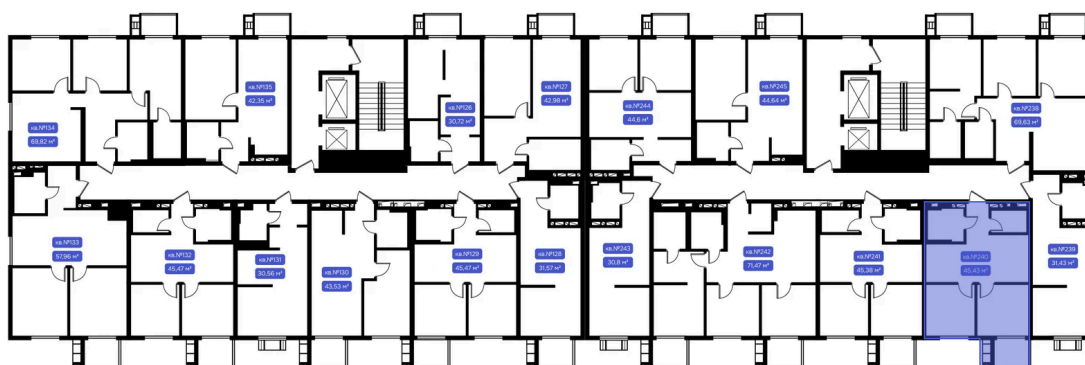 кв.№135
42,35 м²
кв.№134
69,82 м²
кв.№126
30,72 м²
кв.№127
42,98 м²
кв.№244
44,6 м²
кв.№245
44,64 м²
кв.№238
69,63 м²
кв.№133
57,96 м²
кв.№132
45,47 м²
кв.№131
30,56 м²
кв.№130
43,53 м²
кв.№129
45,47 м²
кв.№128
31,57 м²
кв.№243
30,8 м²
кв.№242
71,47 м²
кв.№241
45,38 м²
кв.№240
45,43 м²
кв.№239
31,43 м²